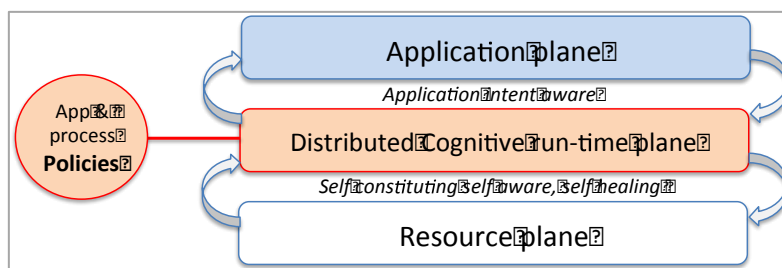 Application plane
Application intent aware
App & process
Policies
Distributed Cognitive run-time plane
Self constituting self aware, self healing
Resource plane